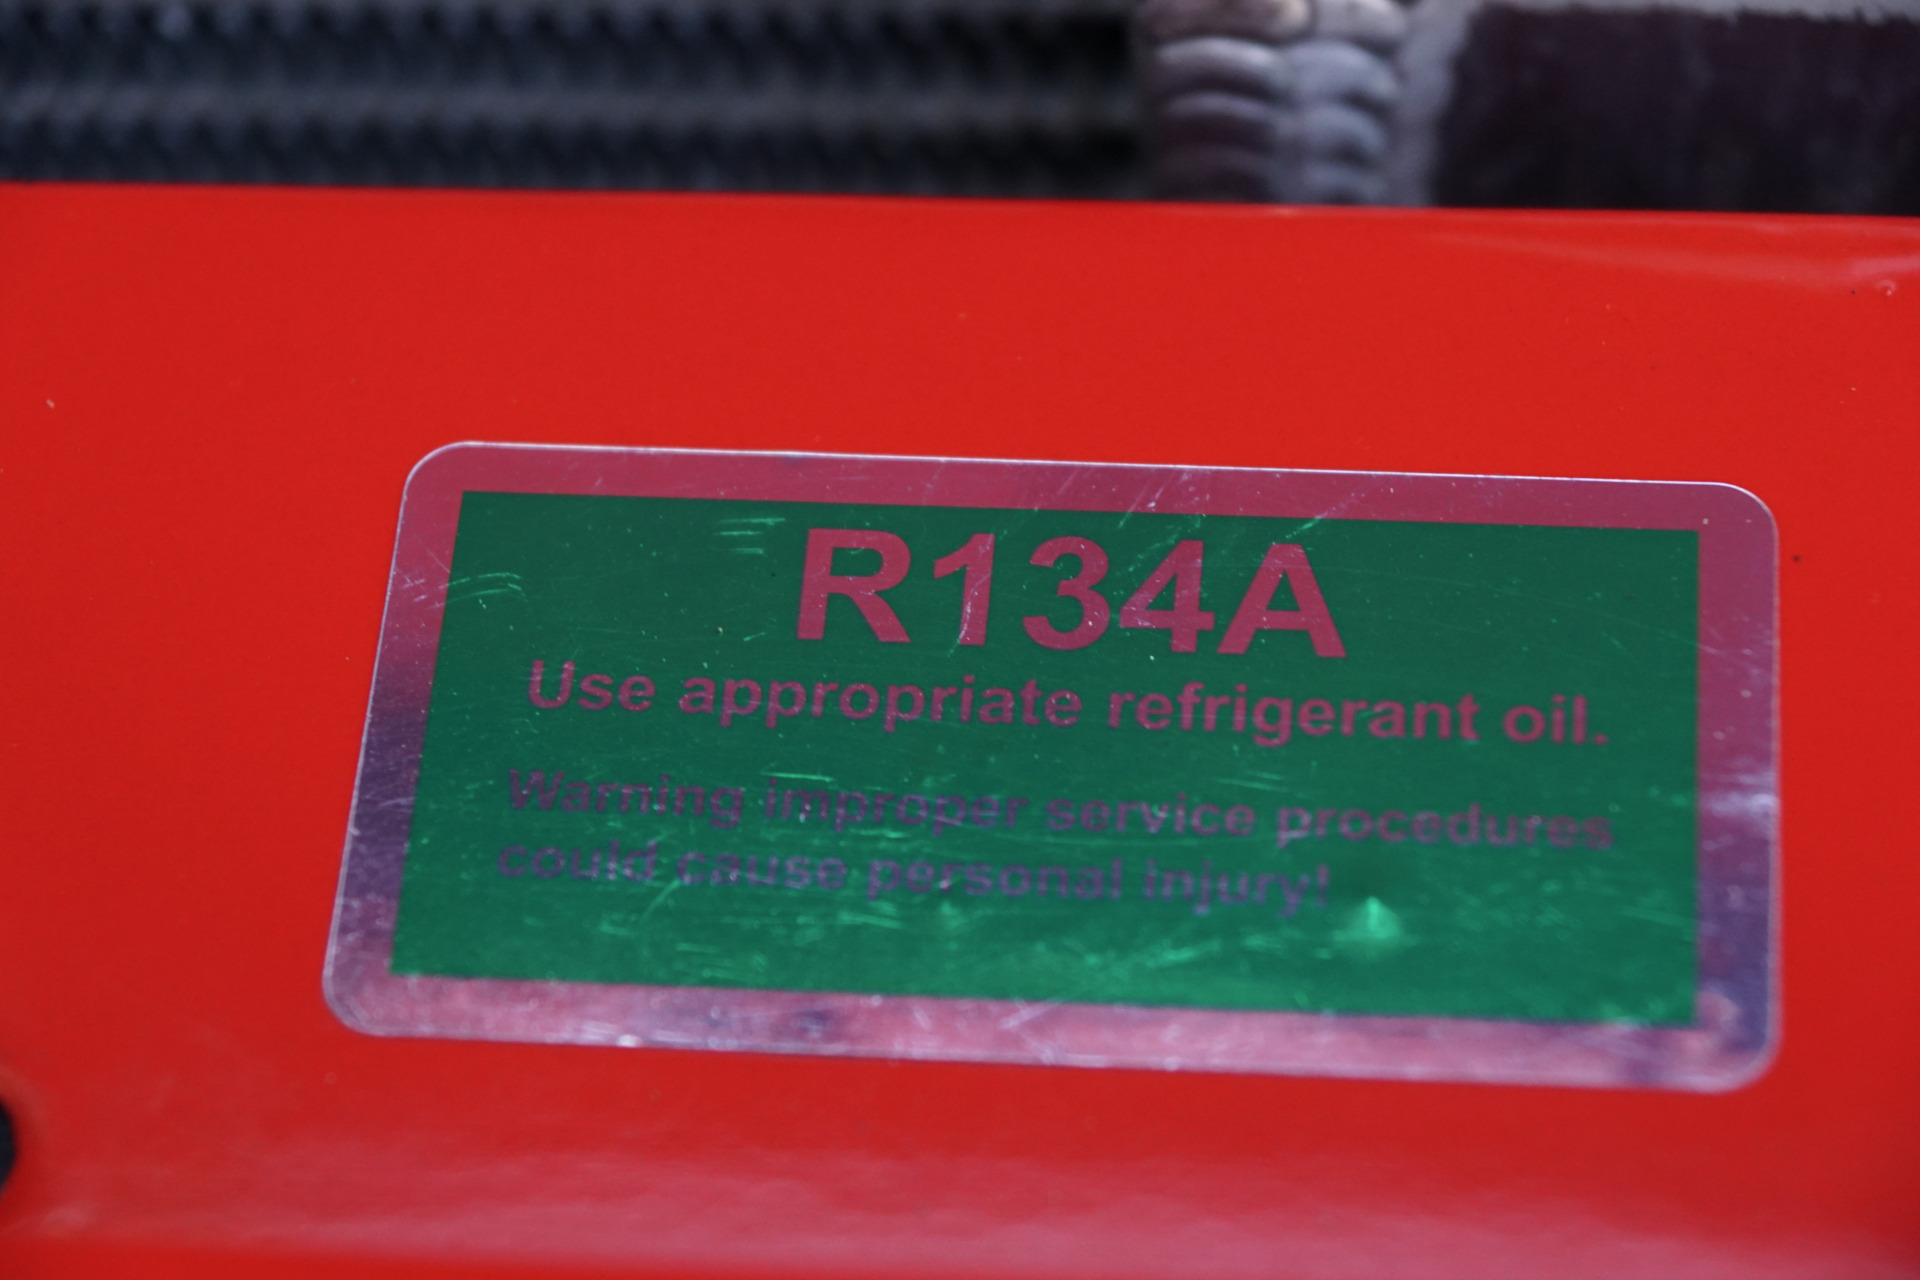 R134A
Use appropriate refrigerant oil.
Warning improper service procedures
could cause personal injury!